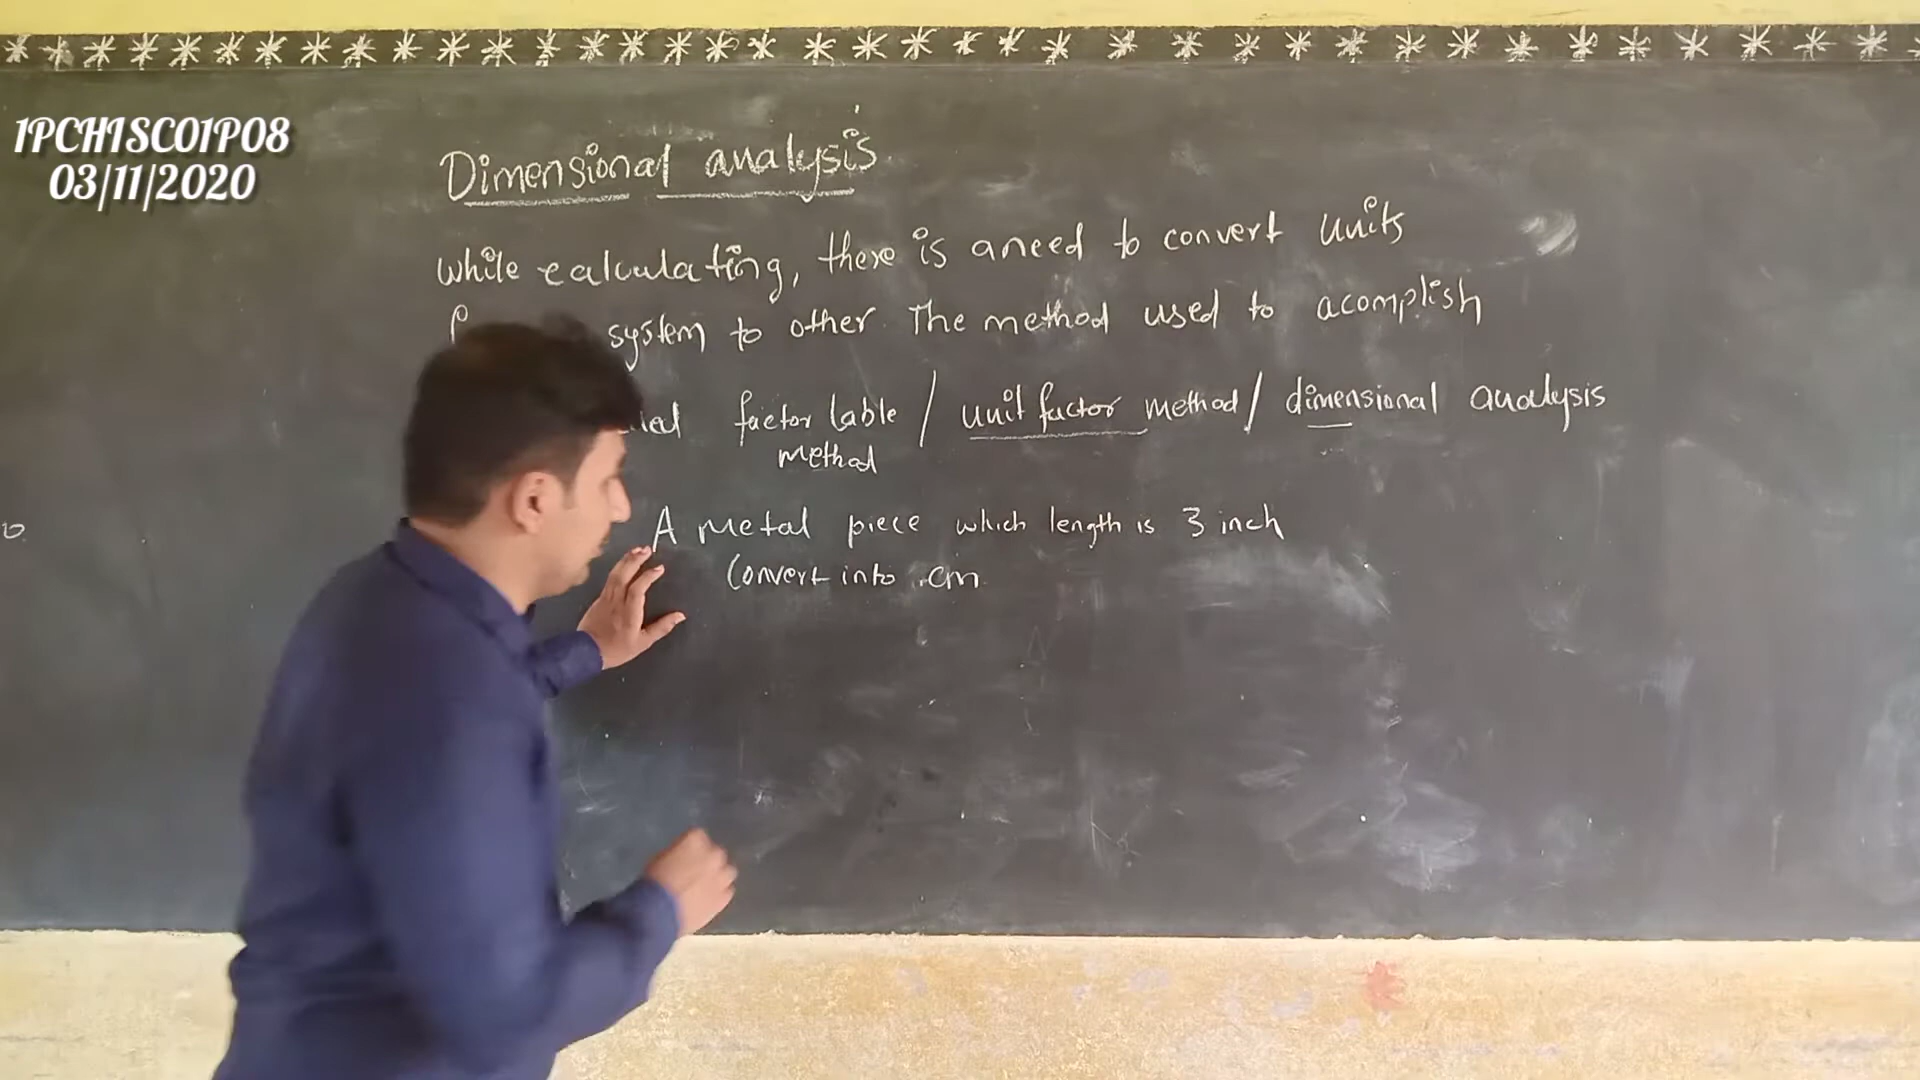 1PCH1SC01P08
03/11/2020
Dimensional analysis
while calculating, there is a need to convert units
system to other. The method used to acomplish
factor lable / unit factor method / dimensional analysis
method
A metal piece which length is 3 inch
Convert into cm